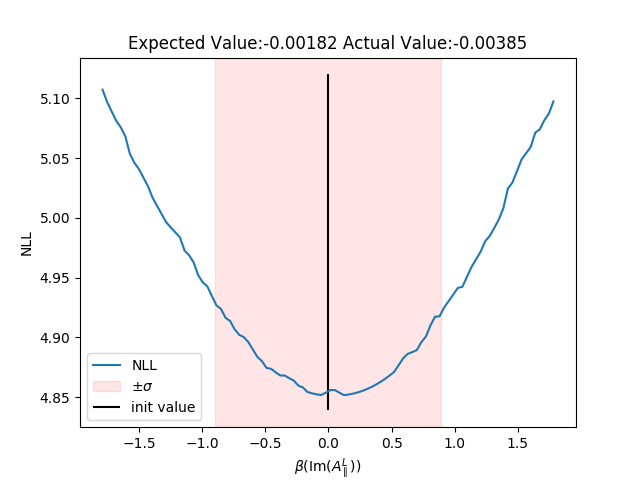 Expected Value:-0.00182 Actual Value:-0.00385
NLL
5.10
5.05
5.00
4.95
4.90
4.85
NLL
±σ
init value
−1.5 −1.0 −0.5 0.0 0.5 1.0 1.5
β(Im(A^L_∥))